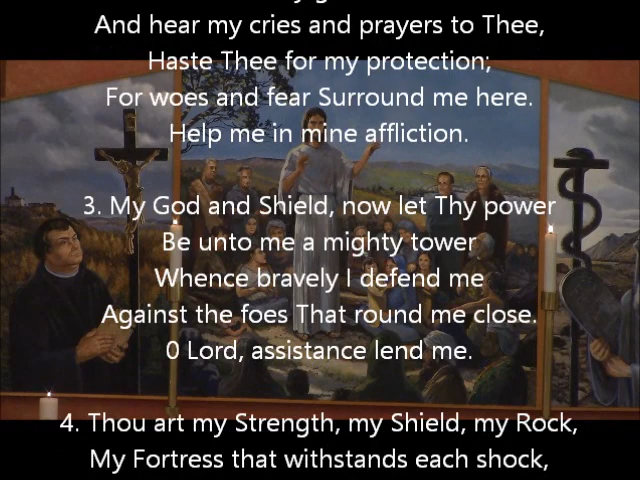 And hear my cries and prayers to Thee,
Haste Thee for my protection;
For woes and fear Surround me here.
Help me in mine affliction.
3. My God and Shield, now let Thy power
Be unto me a mighty tower
Whence bravely I defend me
Against the foes That round me close.
0 Lord, assistance lend me.
4. Thou art my Strength, my Shield, my Rock,
My Fortress that withstands each shock,